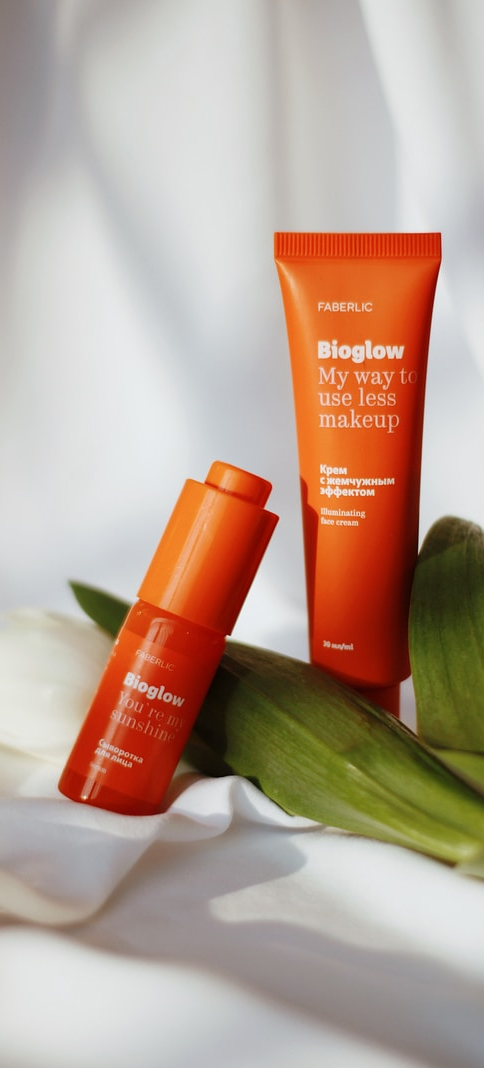 FABERLIC
Bioglow
My way to
use less
makeup
Крем
с жемчужным
эффектом
Illuminating
face cream
30 мл/ml
FABERLIC
Bioglow
You're my
sunshine
Сыворотка
для лица